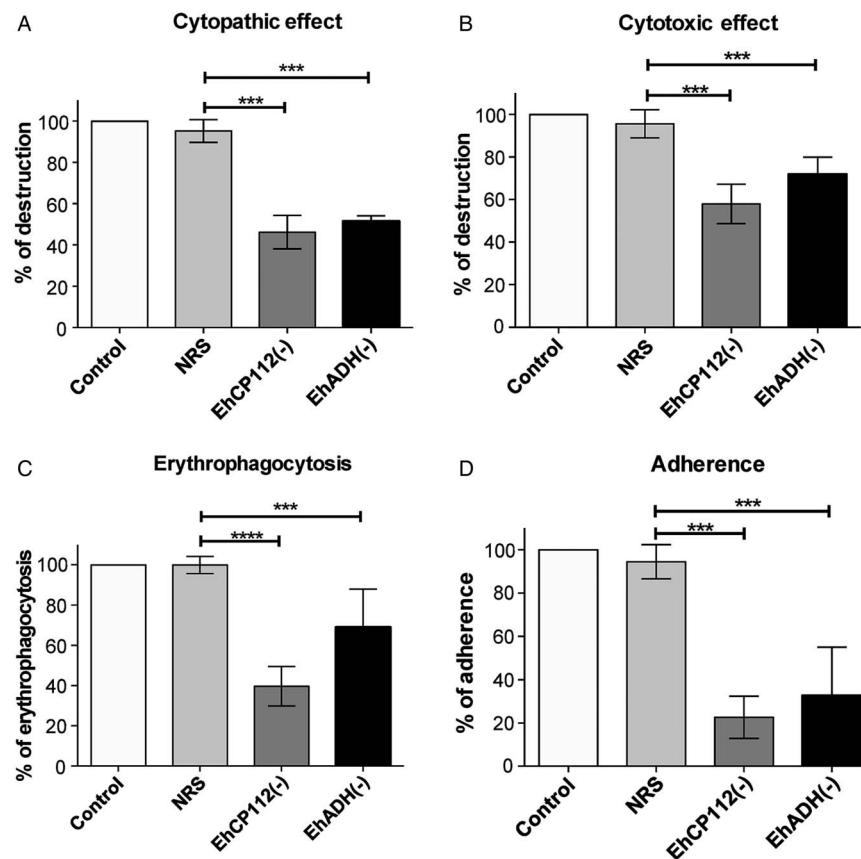 A
Cytopathic effect
***
***
% of destruction
100
80
60
40
20
0
Control
NRS
EhCP112(-)
EhADH(-)
B
Cytotoxic effect
***
***
% of destruction
100
80
60
40
20
0
Control
NRS
EhCP112(-)
EhADH(-)
C
Erythrophagocytosis
***
****
% of erythrophagocytosis
100
80
60
40
20
0
Control
NRS
EhCP112(-)
EhADH(-)
D
Adherence
***
***
% of adherence
100
80
60
40
20
0
Control
NRS
EhCP112(-)
EhADH(-)